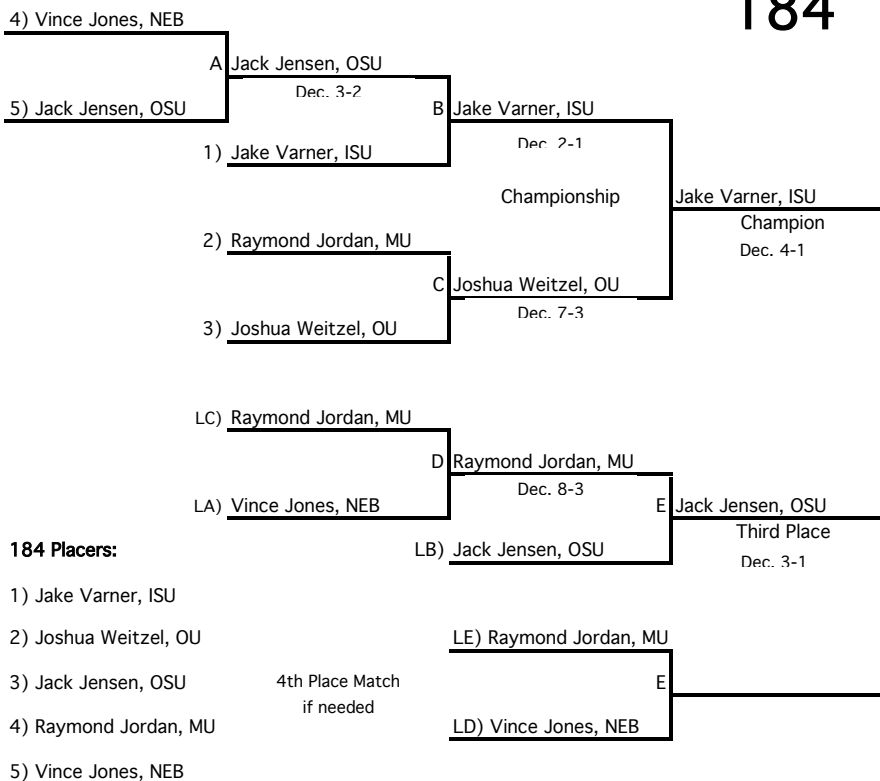 184
4) Vince Jones, NEB
A Jack Jensen, OSU
Dec. 3-2
5) Jack Jensen, OSU
B Jake Varner, ISU
Dec. 2-1
1) Jake Varner, ISU
Championship
Jake Varner, ISU
Champion
Dec. 4-1
2) Raymond Jordan, MU
C Joshua Weitzel, OU
Dec. 7-3
3) Joshua Weitzel, OU
LC) Raymond Jordan, MU
D Raymond Jordan, MU
Dec. 8-3
LA) Vince Jones, NEB
E Jack Jensen, OSU
Third Place
Dec. 3-1
LB) Jack Jensen, OSU
184 Placers:
1) Jake Varner, ISU
2) Joshua Weitzel, OU
3) Jack Jensen, OSU
4) Raymond Jordan, MU
5) Vince Jones, NEB
4th Place Match
if needed
LE) Raymond Jordan, MU
E
LD) Vince Jones, NEB